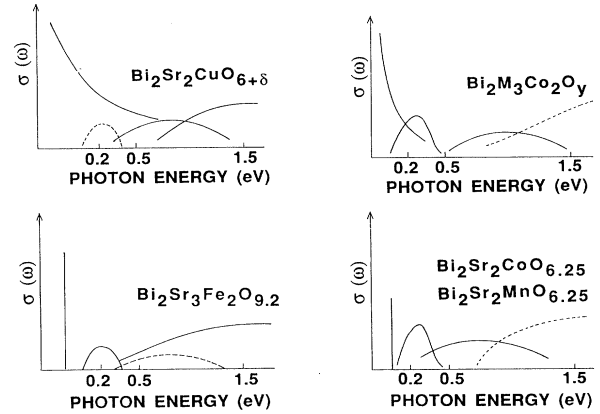 σ (ω)
Bi2Sr2CuO6+δ
0.2 0.5 1.5
PHOTON ENERGY (eV)
σ (ω)
Bi2M3Co2Oy
0.2 0.5 1.5
PHOTON ENERGY (eV)
σ (ω)
Bi2Sr3Fe2O9.2
0.2 0.5 1.5
PHOTON ENERGY (eV)
σ (ω)
Bi2Sr2CoO6.25
Bi2Sr2MnO6.25
0.2 0.5 1.5
PHOTON ENERGY (eV)